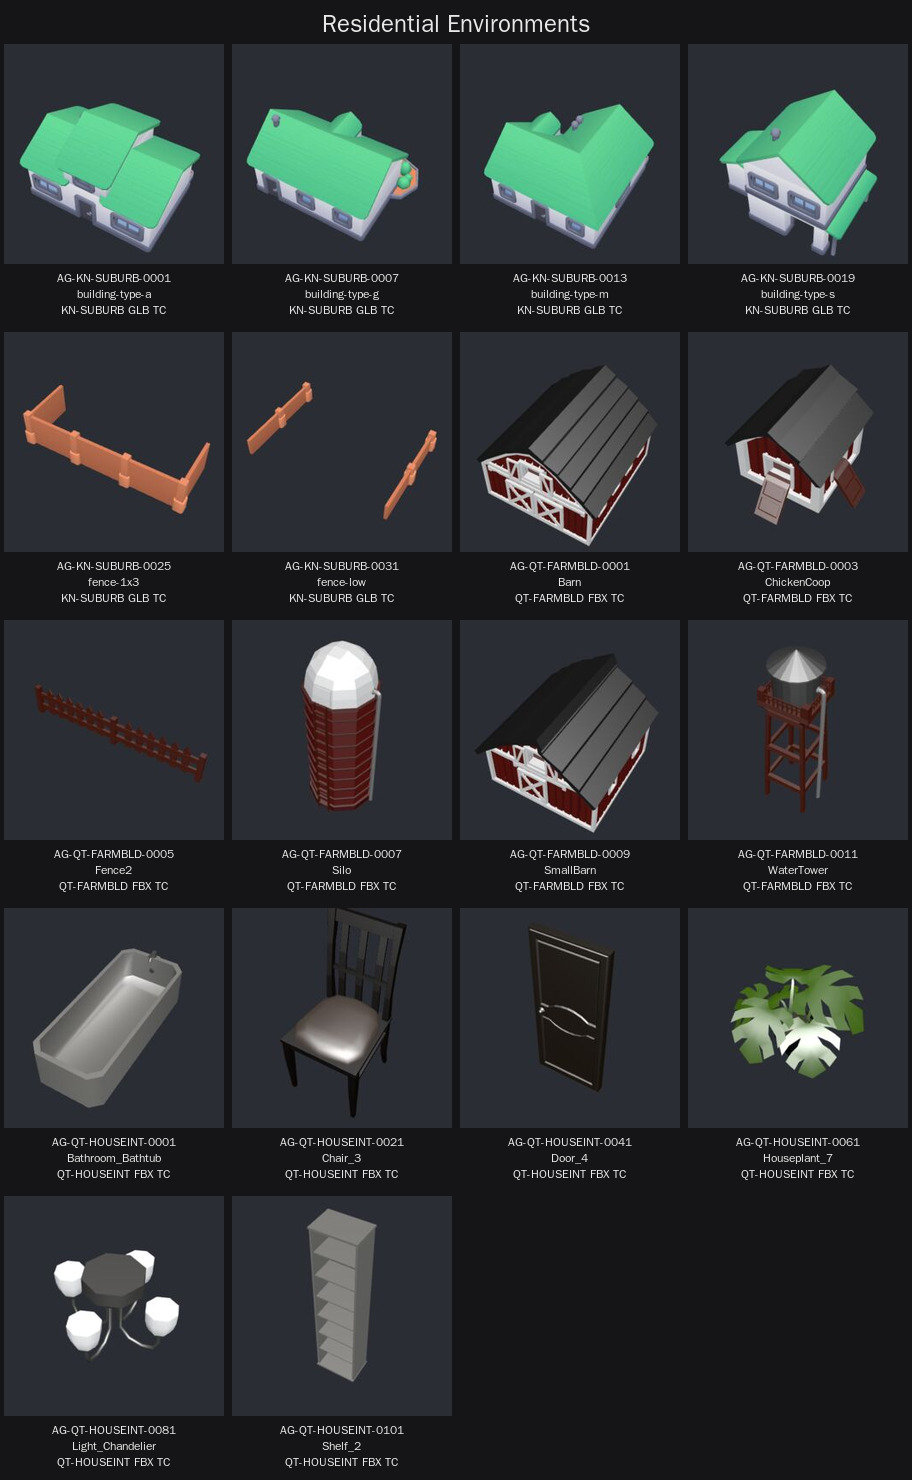 Residential Environments
AG-KN-SUBURB-0001
building-type-a
KN-SUBURB GLB TC
AG-KN-SUBURB-0007
building-type-g
KN-SUBURB GLB TC
AG-KN-SUBURB-0013
building-type-m
KN-SUBURB GLB TC
AG-KN-SUBURB-0019
building-type-s
KN-SUBURB GLB TC
AG-KN-SUBURB-0025
fence-1x3
KN-SUBURB GLB TC
AG-KN-SUBURB-0031
fence-low
KN-SUBURB GLB TC
AG-QT-FARMBLD-0001
Barn
QT-FARMBLD FBX TC
AG-QT-FARMBLD-0003
ChickenCoop
QT-FARMBLD FBX TC
AG-QT-FARMBLD-0005
Fence2
QT-FARMBLD FBX TC
AG-QT-FARMBLD-0007
Silo
QT-FARMBLD FBX TC
AG-QT-FARMBLD-0009
SmallBarn
QT-FARMBLD FBX TC
AG-QT-FARMBLD-0011
WaterTower
QT-FARMBLD FBX TC
AG-QT-HOUSEINT-0001
Bathroom_Bathtub
QT-HOUSEINT FBX TC
AG-QT-HOUSEINT-0021
Chair_3
QT-HOUSEINT FBX TC
AG-QT-HOUSEINT-0041
Door_4
QT-HOUSEINT FBX TC
AG-QT-HOUSEINT-0061
Houseplant_7
QT-HOUSEINT FBX TC
AG-QT-HOUSEINT-0081
Light_Chandelier
QT-HOUSEINT FBX TC
AG-QT-HOUSEINT-0101
Shelf_2
QT-HOUSEINT FBX TC